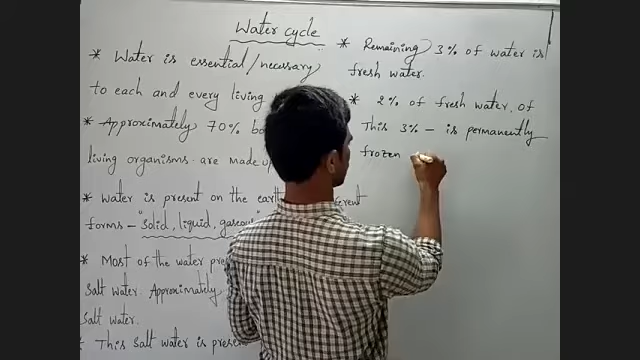 Water cycle
* Water is essential/necessary
to each and every living
* Approximately 70% bo
living organisms are made up
* Water is present on the earth
forms - "Solid, liquid, gaseous"
* Most of the water pre
Salt water. Approximately
Salt water.
* This Salt water is present
* Remaining 3% of water is
fresh water.
* 2% of fresh water, of
This 3% - is permanently
frozen